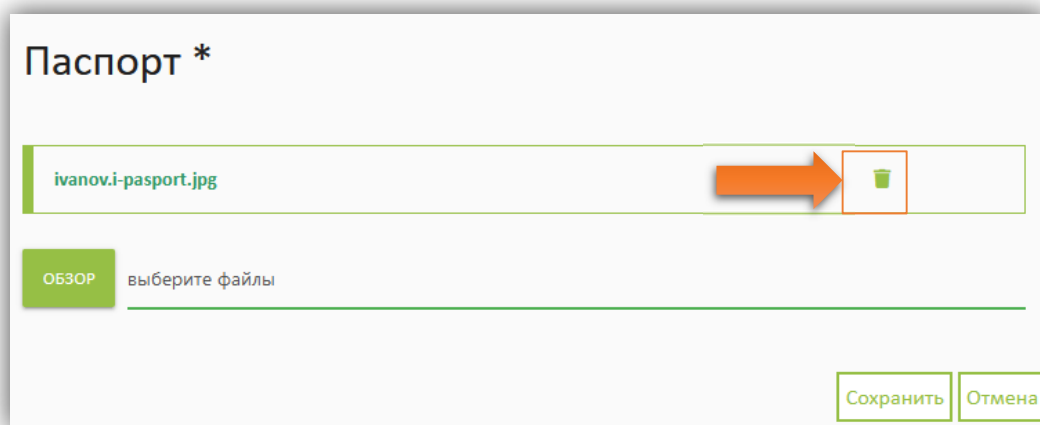 Паспорт *
ivanov.i-pasport.jpg
ОБЗОР выберите файлы
Сохранить Отмена